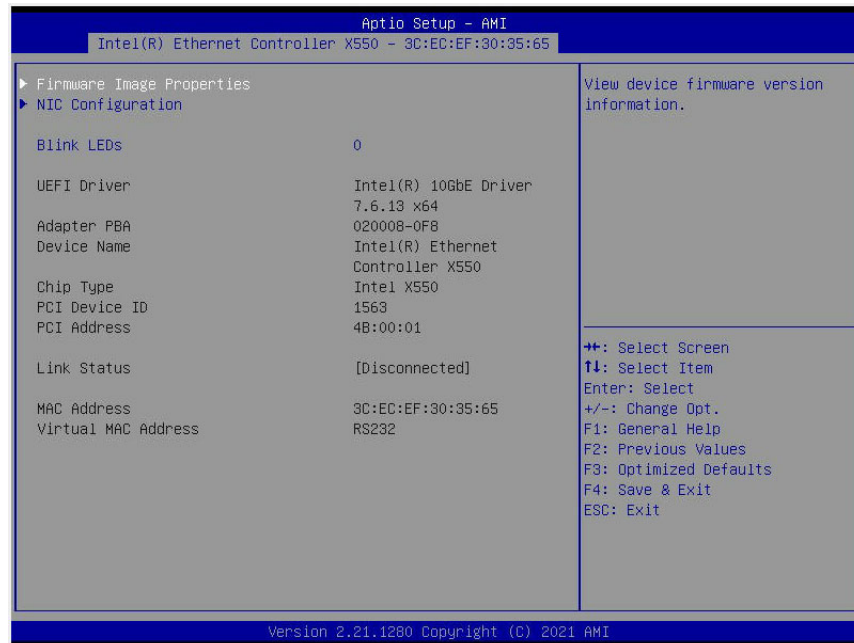 Aptio Setup - AMI
Intel(R) Ethernet Controller X550 - 3C:EC:EF:30:35:65
▶ Firmware Image Properties
▶ NIC Configuration
Blink LEDs 0
UEFI Driver Intel(R) 10GbE Driver
7.6.13 x64
Adapter PBA 020008-0F8
Device Name Intel(R) Ethernet
Controller X550
Chip Type Intel X550
PCI Device ID 1563
PCI Address 4B:00:01
Link Status [Disconnected]
MAC Address 3C:EC:EF:30:35:65
Virtual MAC Address RS232
View device firmware version
information.
→←: Select Screen
↑↓: Select Item
Enter: Select
+/-: Change Opt.
F1: General Help
F2: Previous Values
F3: Optimized Defaults
F4: Save & Exit
ESC: Exit
Version 2.21.1280 Copyright (C) 2021 AMI